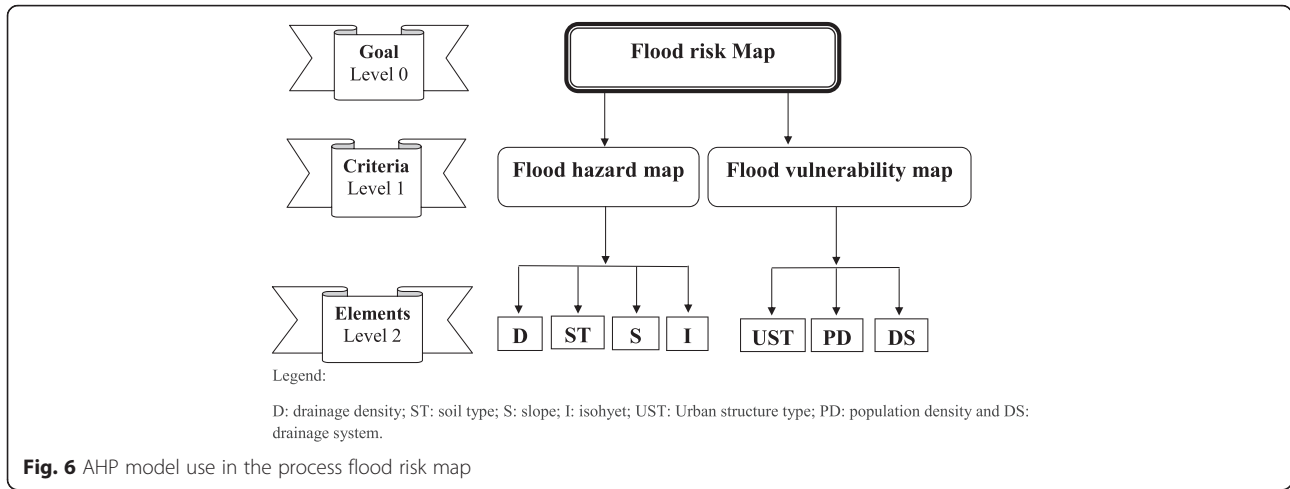 Goal
Level 0
Flood risk Map
Criteria
Level 1
Flood hazard map
Flood vulnerability map
Elements
Level 2
D
ST
S
I
UST
PD
DS
Legend:
D: drainage density; ST: soil type; S: slope; I: isohyet; UST: Urban structure type; PD: population density and DS:
drainage system.
Fig. 6 AHP model use in the process flood risk map